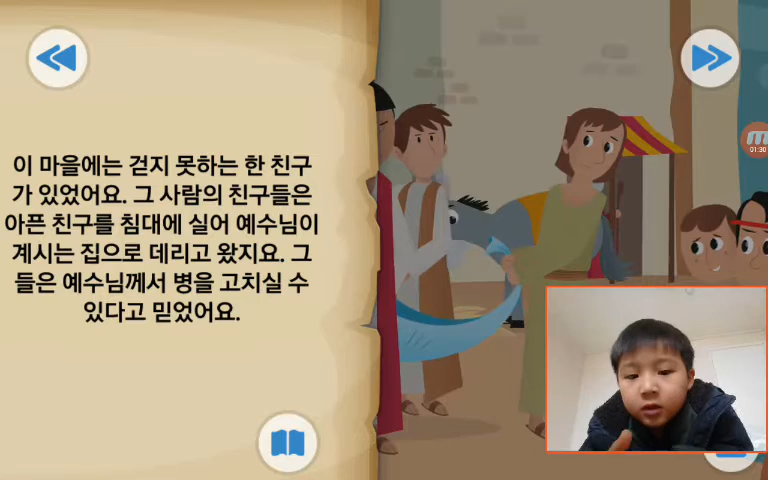 이 마을에는 걷지 못하는 한 친구
가 있었어요. 그 사람의 친구들은
아픈 친구를 침대에 실어 예수님이
계시는 집으로 데리고 왔지요. 그
들은 예수님께서 병을 고치실 수
있다고 믿었어요.
01:30